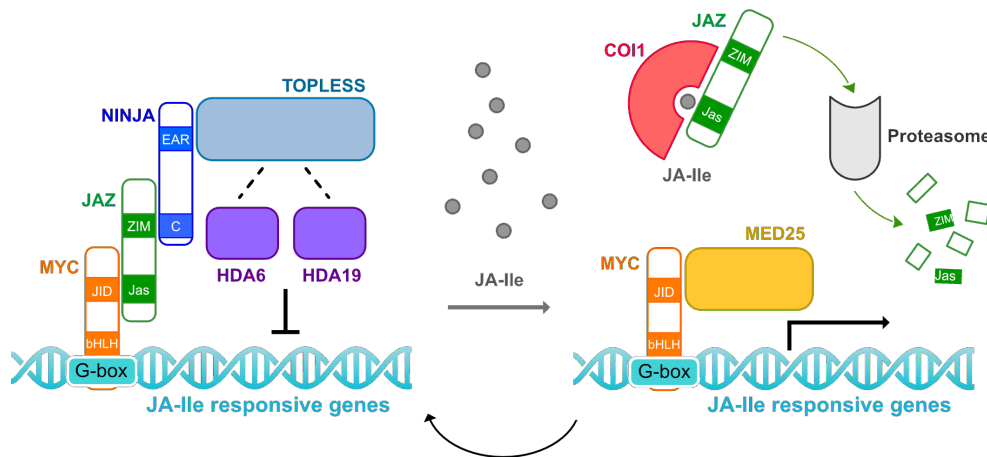 TOPLESS
NINJA
EAR
JAZ
ZIM
C
MYC
JID
Jas
HDA6
HDA19
bHLH
G-box
JA-Ile responsive genes
JA-Ile
JAZ
COI1
ZIM
Jas
JA-Ile
Proteasome
ZIM
Jas
MED25
MYC
JID
bHLH
G-box
JA-Ile responsive genes